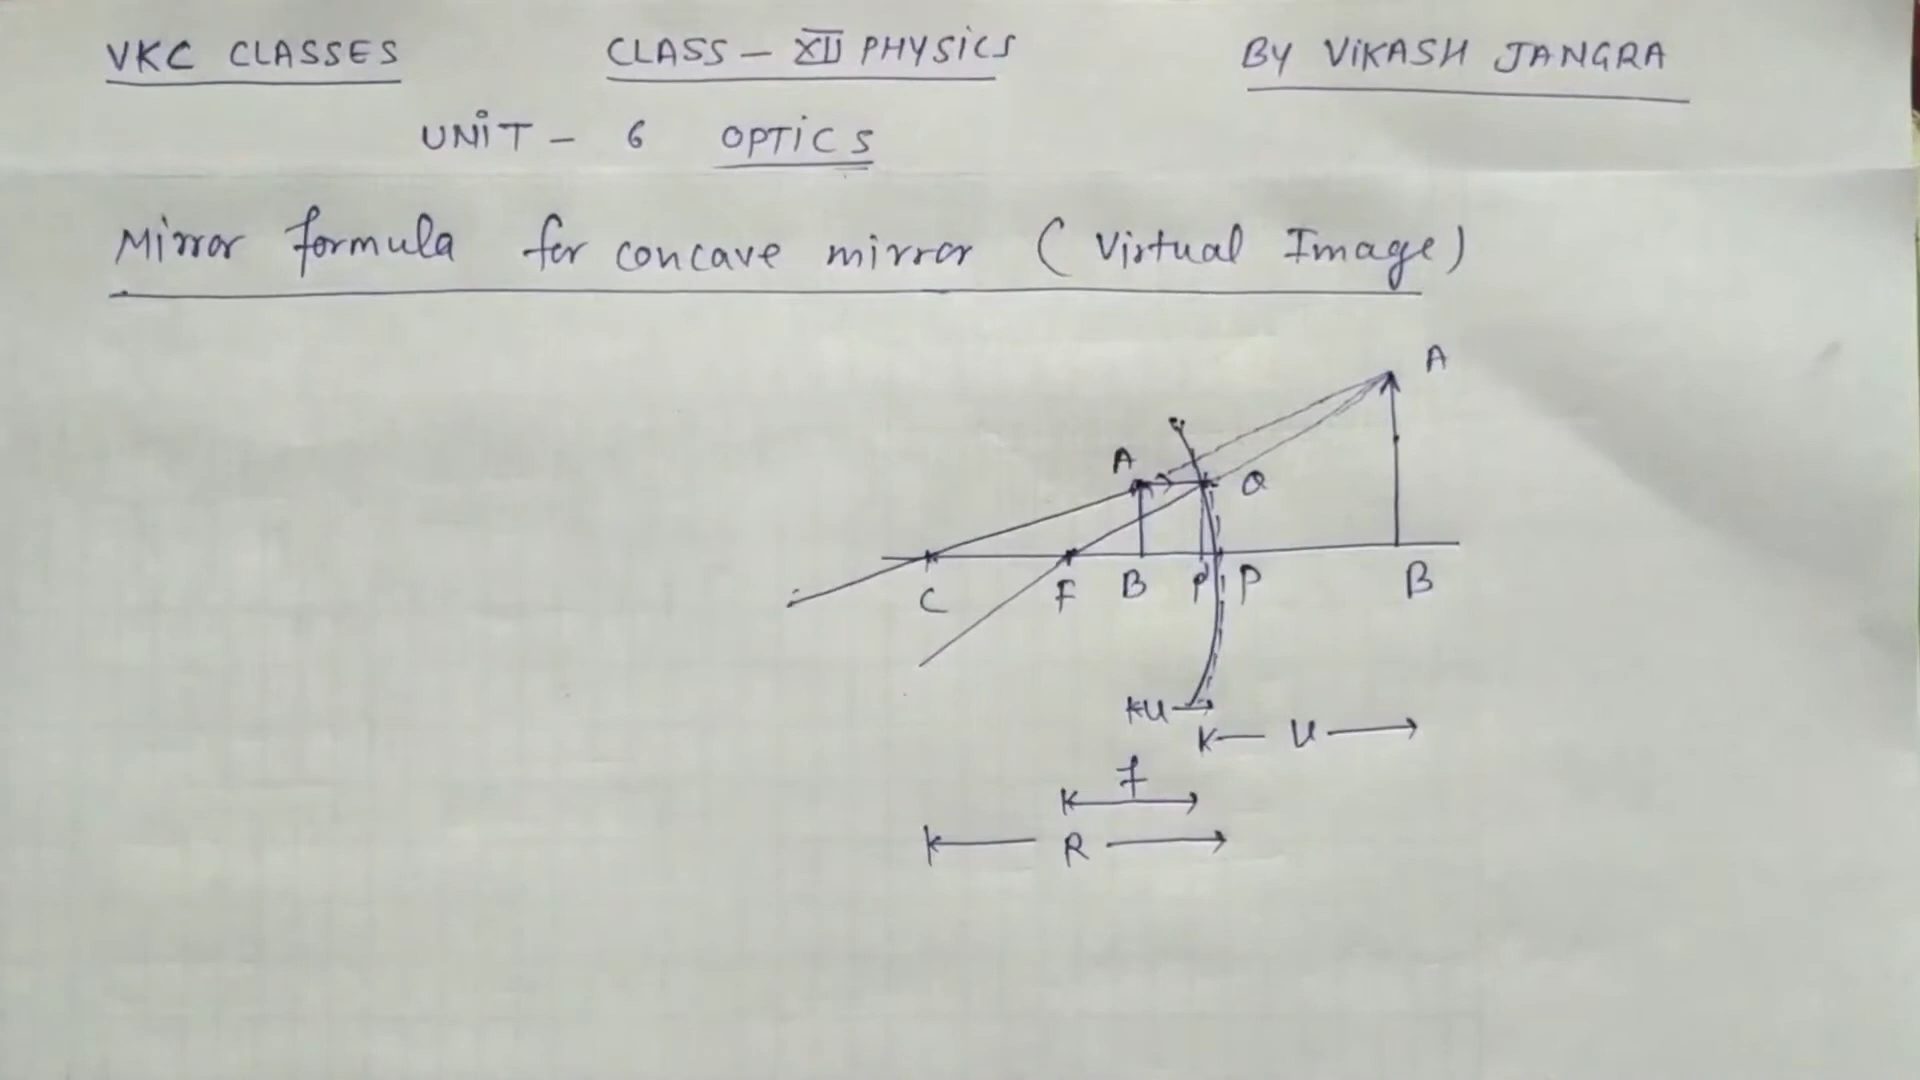 VKC CLASSES CLASS - XII PHYSICS BY VIKASH JANGRA
UNIT - 6 OPTICS
Mirror formula for concave mirror (Virtual Image)
A
A
Q
C F B P P B
U
U
f
R